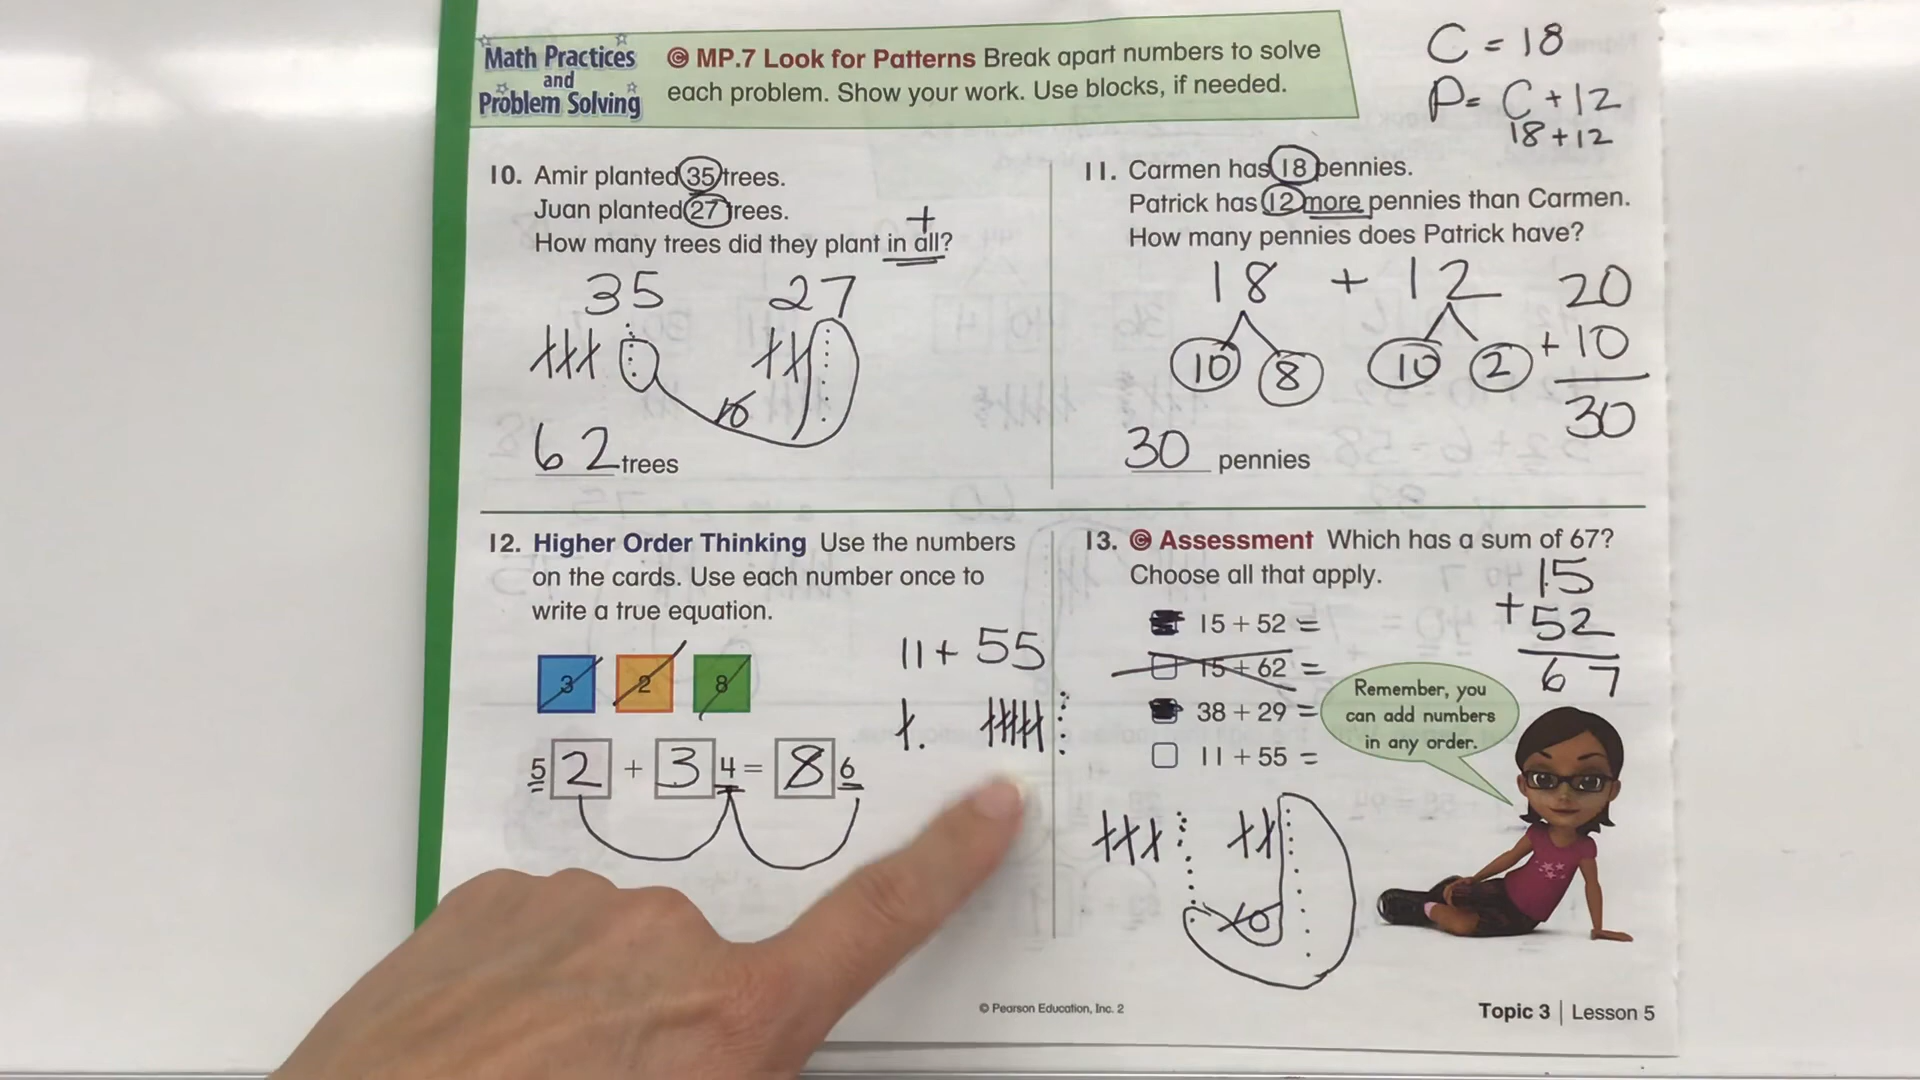 Math Practices
and
Problem Solving
© MP.7 Look for Patterns Break apart numbers to solve
each problem. Show your work. Use blocks, if needed.
C = 18
P = C + 12
18 + 12
10. Amir planted 35 trees.
Juan planted 27 trees.
+
How many trees did they plant in all?
35 27
10
62 trees
11. Carmen has 18 pennies.
Patrick has 12 more pennies than Carmen.
How many pennies does Patrick have?
18 + 12
10 8 10 2
20
+ 10
30
30 pennies
12. Higher Order Thinking Use the numbers
on the cards. Use each number once to
write a true equation.
3 2 8
52 + 34 = 86
11 + 55
13. © Assessment Which has a sum of 67?
Choose all that apply.
15 + 52 =
15 + 62 =
38 + 29 =
11 + 55 =
15
+ 52
67
Remember, you
can add numbers
in any order.
10
© Pearson Education, Inc. 2
Topic 3 | Lesson 5